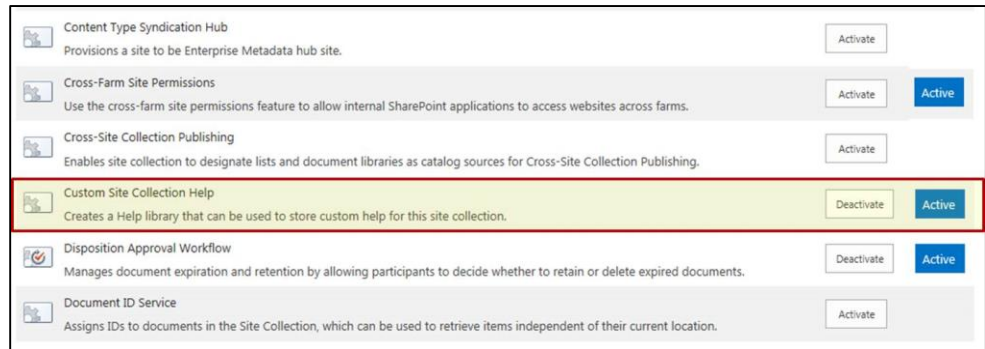 Content Type Syndication Hub
Provisions a site to be Enterprise Metadata hub site.
Activate
Cross-Farm Site Permissions
Use the cross-farm site permissions feature to allow internal SharePoint applications to access websites across farms.
Activate
Active
Cross-Site Collection Publishing
Enables site collection to designate lists and document libraries as catalog sources for Cross-Site Collection Publishing.
Activate
Custom Site Collection Help
Creates a Help library that can be used to store custom help for this site collection.
Deactivate
Active
Disposition Approval Workflow
Manages document expiration and retention by allowing participants to decide whether to retain or delete expired documents.
Deactivate
Active
Document ID Service
Assigns IDs to documents in the Site Collection, which can be used to retrieve items independent of their current location.
Activate